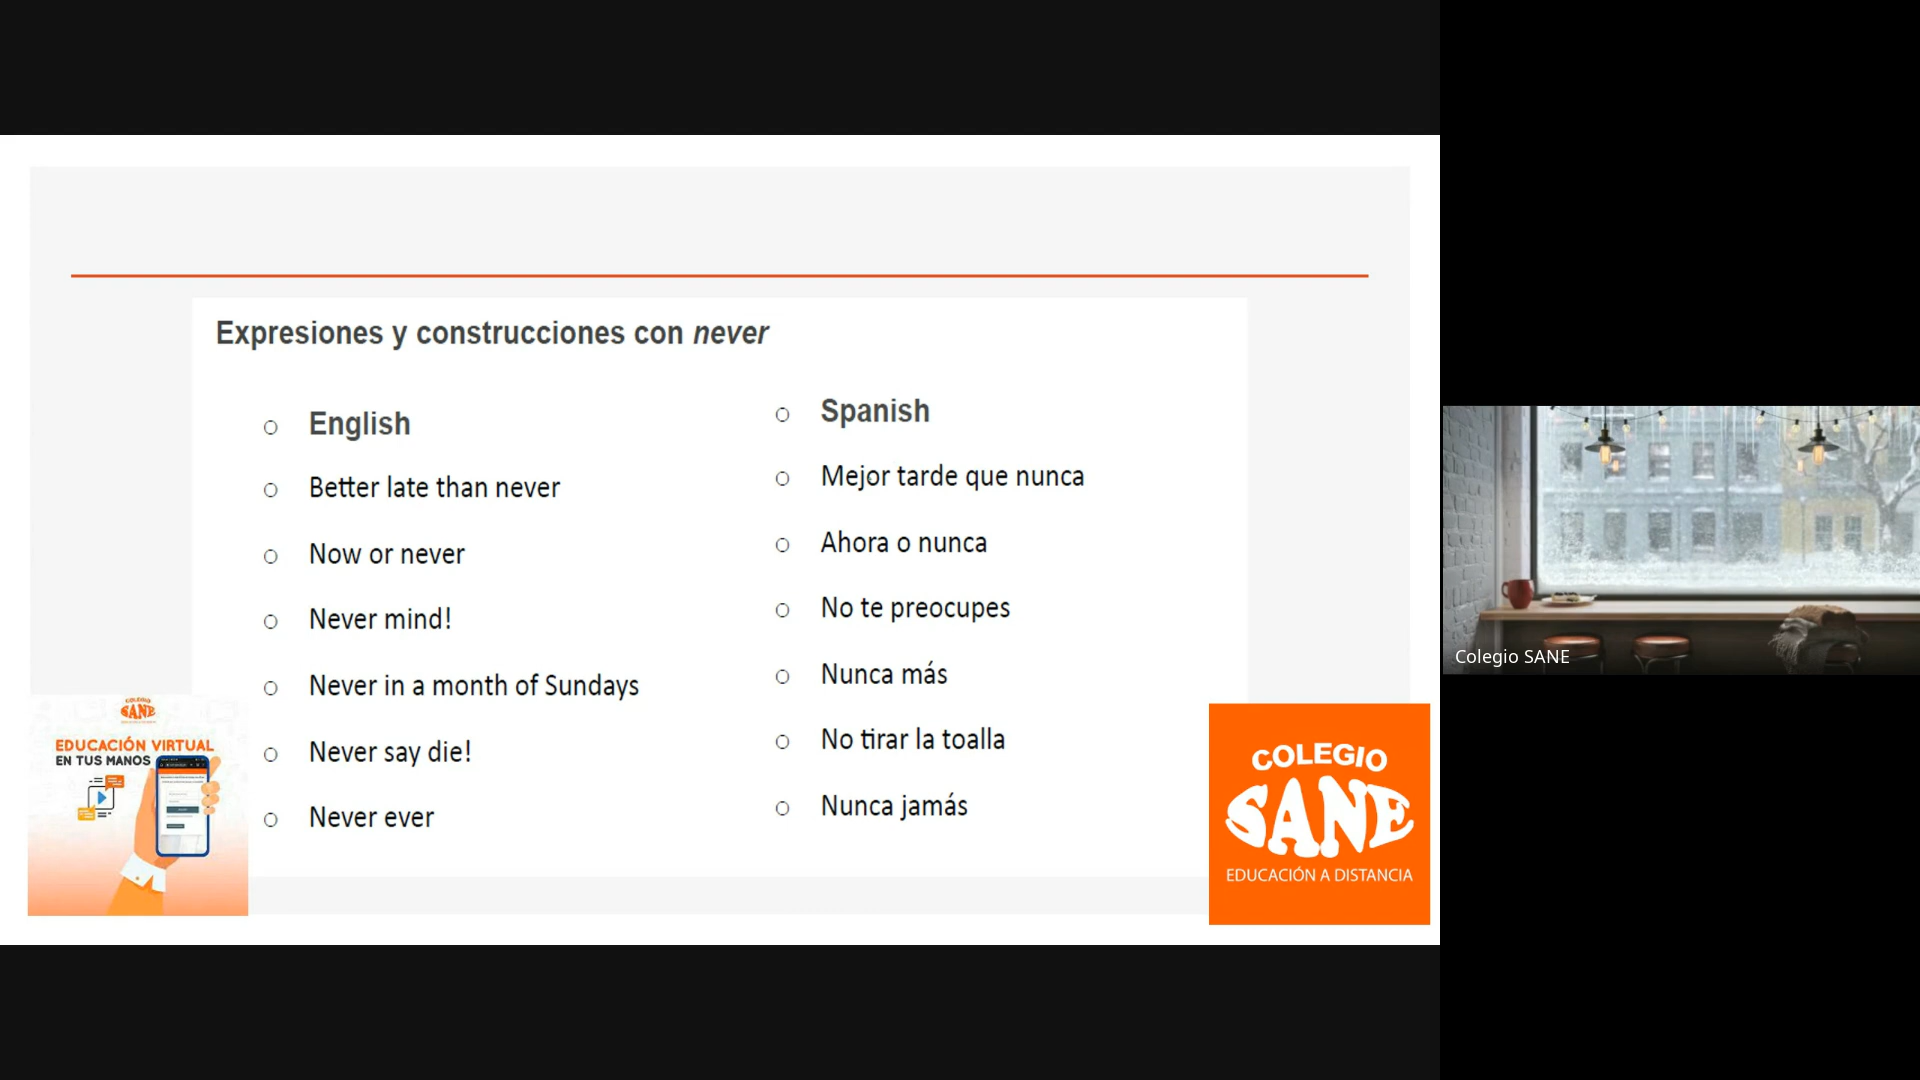 Expresiones y construcciones con never
English
Better late than never
Now or never
Never mind!
Never in a month of Sundays
Never say die!
Never ever
Spanish
Mejor tarde que nunca
Ahora o nunca
No te preocupes
Nunca más
No tirar la toalla
Nunca jamás
COLEGIO
SANE
EDUCACIÓN VIRTUAL
EN TUS MANOS
COLEGIO
SANE
EDUCACIÓN A DISTANCIA
Colegio SANE